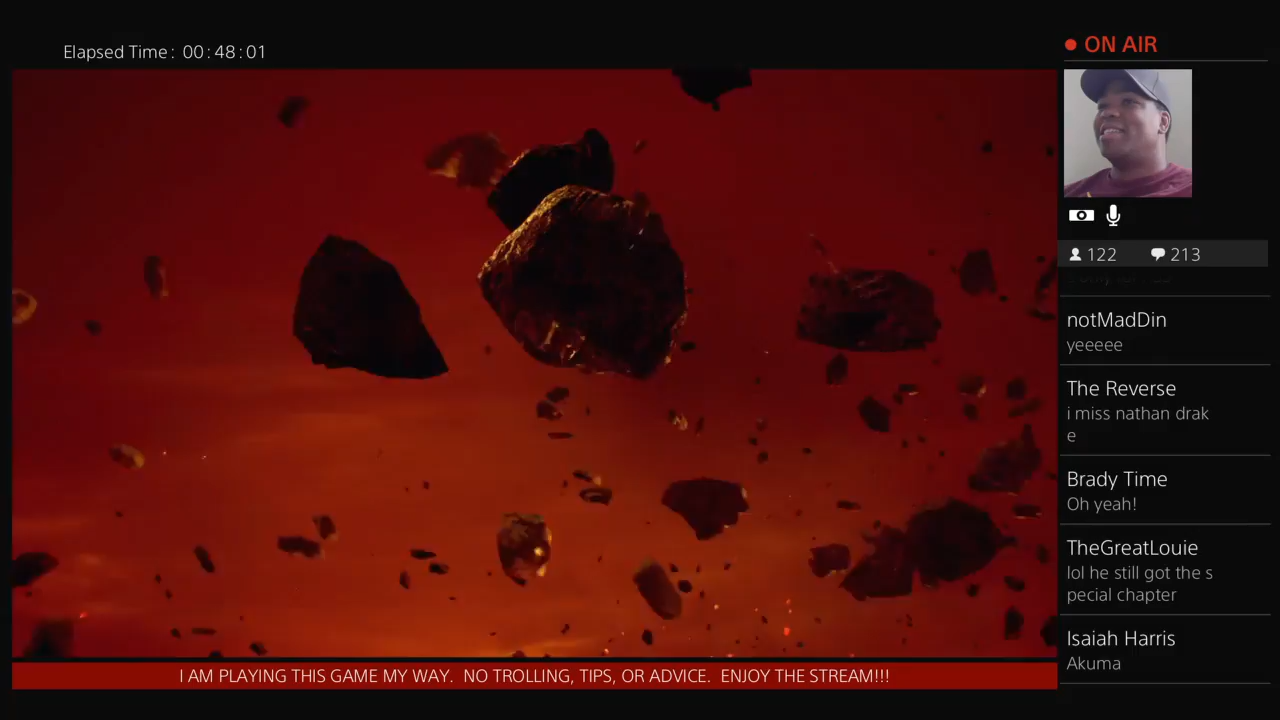 Elapsed Time: 00:48:01
ON AIR
122 213
notMadDin
yeeeee
The Reverse
i miss nathan drak
e
Brady Time
Oh yeah!
TheGreatLouie
lol he still got the s
pecial chapter
Isaiah Harris
Akuma
I AM PLAYING THIS GAME MY WAY. NO TROLLING, TIPS, OR ADVICE. ENJOY THE STREAM!!!